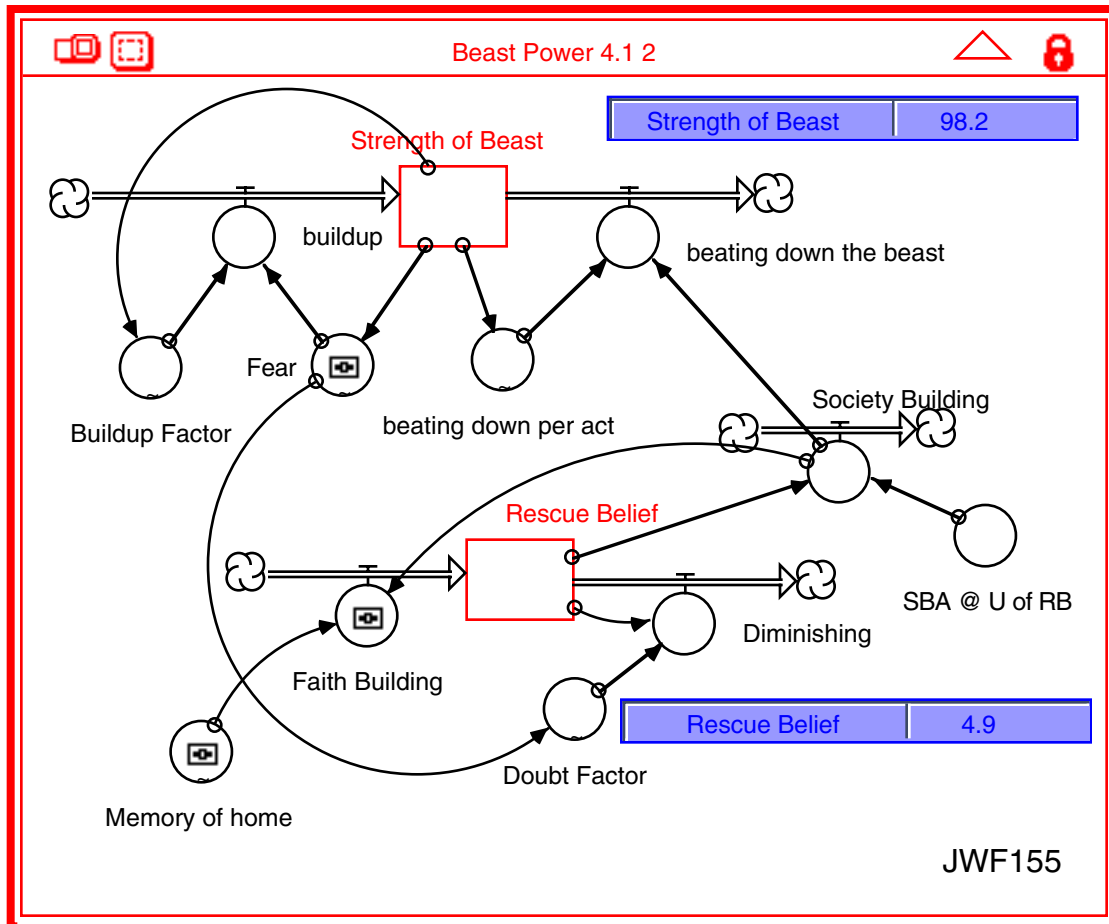 Beast Power 4.1 2
Strength of Beast 98.2
Strength of Beast
buildup
beating down the beast
Fear
Buildup Factor
beating down per act
Society Building
Rescue Belief
SBA @ U of RB
Diminishing
Faith Building
Rescue Belief 4.9
Doubt Factor
Memory of home
JWF155